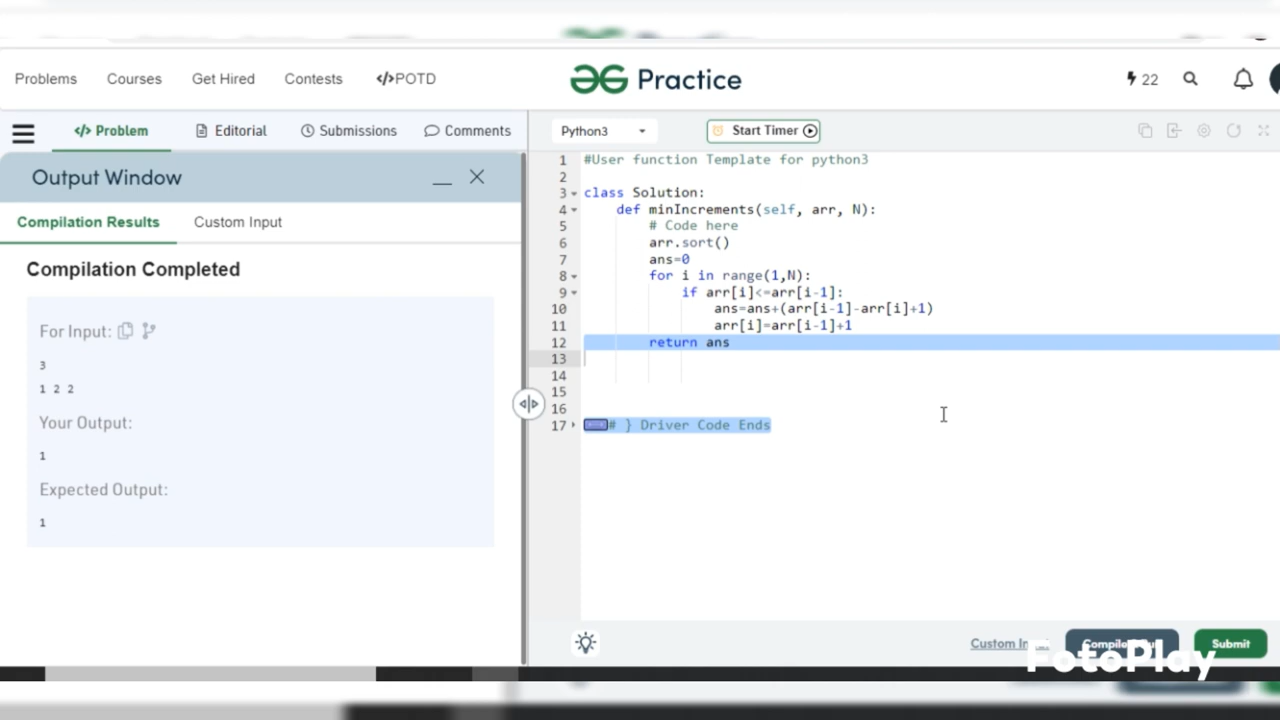 Problems Courses Get Hired Contests </>POTD Practice 22
</> Problem Editorial Submissions Comments Python3 Start Timer
Output Window
Compilation Results Custom Input
Compilation Completed
For Input:
3
1 2 2
Your Output:
1
Expected Output:
1
1 #User function Template for python3
2
3 class Solution:
4 def minIncrements(self, arr, N):
5 # Code here
6 arr.sort()
7 ans=0
8 for i in range(1,N):
9 if arr[i]<=arr[i-1]:
10 ans=ans+(arr[i-1]-arr[i]+1)
11 arr[i]=arr[i-1]+1
12 return ans
13
14
15
16
17 # } Driver Code Ends
Custom Submit
FotoPlay